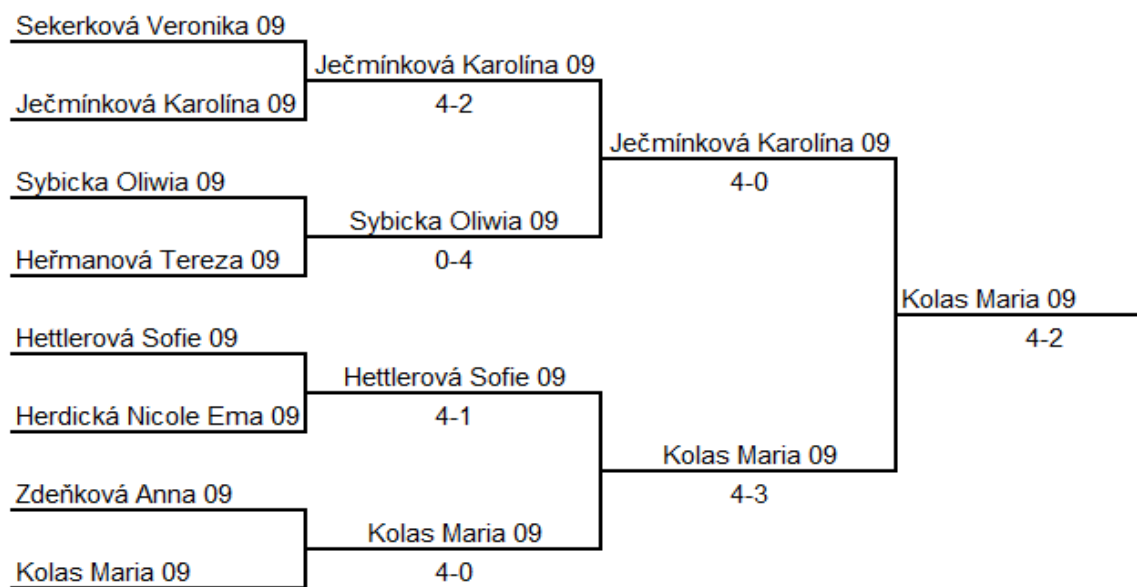 Sekerková Veronika 09
Ječmínková Karolína 09
Ječmínková Karolína 09
4-2
Ječmínková Karolína 09
4-0
Sybicka Oliwia 09
Sybicka Oliwia 09
Heřmanová Tereza 09
0-4
Kolas Maria 09
4-2
Hettlerová Sofie 09
Hettlerová Sofie 09
Herdická Nicole Ema 09
4-1
Kolas Maria 09
4-3
Zdeňková Anna 09
Kolas Maria 09
Kolas Maria 09
4-0